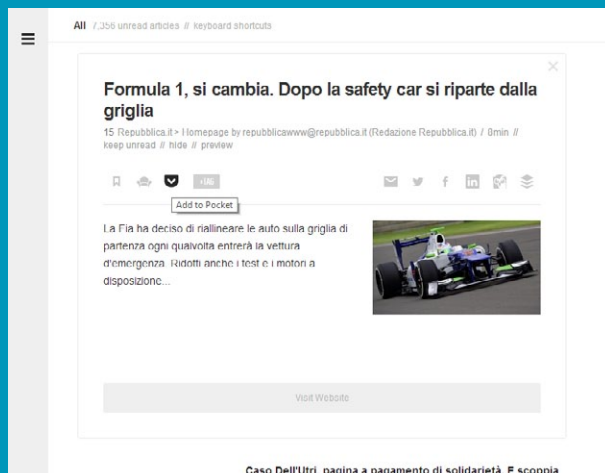 All 7,356 unread articles // keyboard shortcuts
Formula 1, si cambia. Dopo la safety car si riparte dalla
griglia
15 Repubblica.it > Homepage by repubblicawww@repubblica.it (Redazione Repubblica.it) / 8min //
keep unread // hide // preview
Add to Pocket
La Fia ha deciso di riallineare le auto sulla griglia di
partenza ogni qualvolta entrerà la vettura
d'emergenza. Ridotti anche i test e i motori a
disposizione...
Visit Website
Caso Dell'Utri, pagina a pagamento di solidarietà. E scoppia